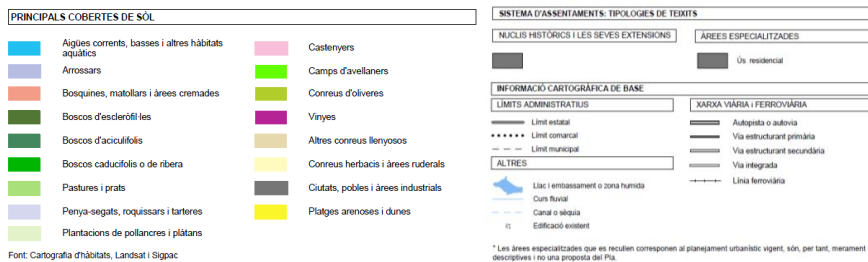 PRINCIPALS COBERTES DE SÒL
Aigües corrents, basses i altres hàbitats
aquàtics
Arrossars
Bosquines, matollars i àrees cremades
Boscos d'escleròfil·les
Boscos d'aciculifolis
Boscos caducifolis o de ribera
Pastures i prats
Penya-segats, roquissars i tarteres
Plantacions de pollancres i plàtans
Castenyers
Camps d'avellaners
Conreus d'oliveres
Vinyes
Altres conreus llenyosos
Conreus herbacis i àrees ruderals
Ciutats, pobles i àrees industrials
Platges arenoses i dunes
Font: Cartografia d'hàbitats, Landsat i Sigpac
SISTEMA D'ASSENTAMENTS: TIPOLOGIES DE TEIXITS
NUCLIS HISTÒRICS I LES SEVES EXTENSIONS
ÀREES ESPECIALITZADES
Ús residencial
INFORMACIÓ CARTOGRÀFICA DE BASE
LÍMITS ADMINISTRATIUS
Límit estatal
Límit comarcal
Límit municipal
ALTRES
Llac i embassament o zona humida
Curs fluvial
Canal o sèquia
Edificació existent
XARXA VIÀRIA i FERROVIÀRIA
Autopista o autovia
Via estructurant primària
Via estructurant secundària
Via integrada
Línia ferroviària
* Les àrees especialitzades que es recullen corresponen al planejament urbanístic vigent, són, per tant, merament
descriptives i no una proposta del Pla.